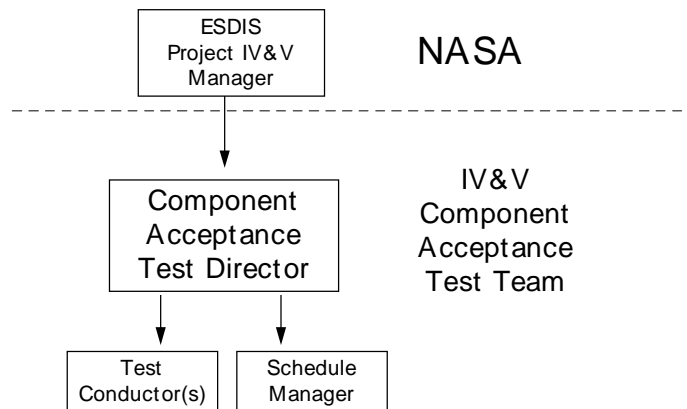 ESDIS
Project IV&V
Manager
NASA
Component
Acceptance
Test Director
IV&V
Component
Acceptance
Test Team
Test
Conductor(s)
Schedule
Manager